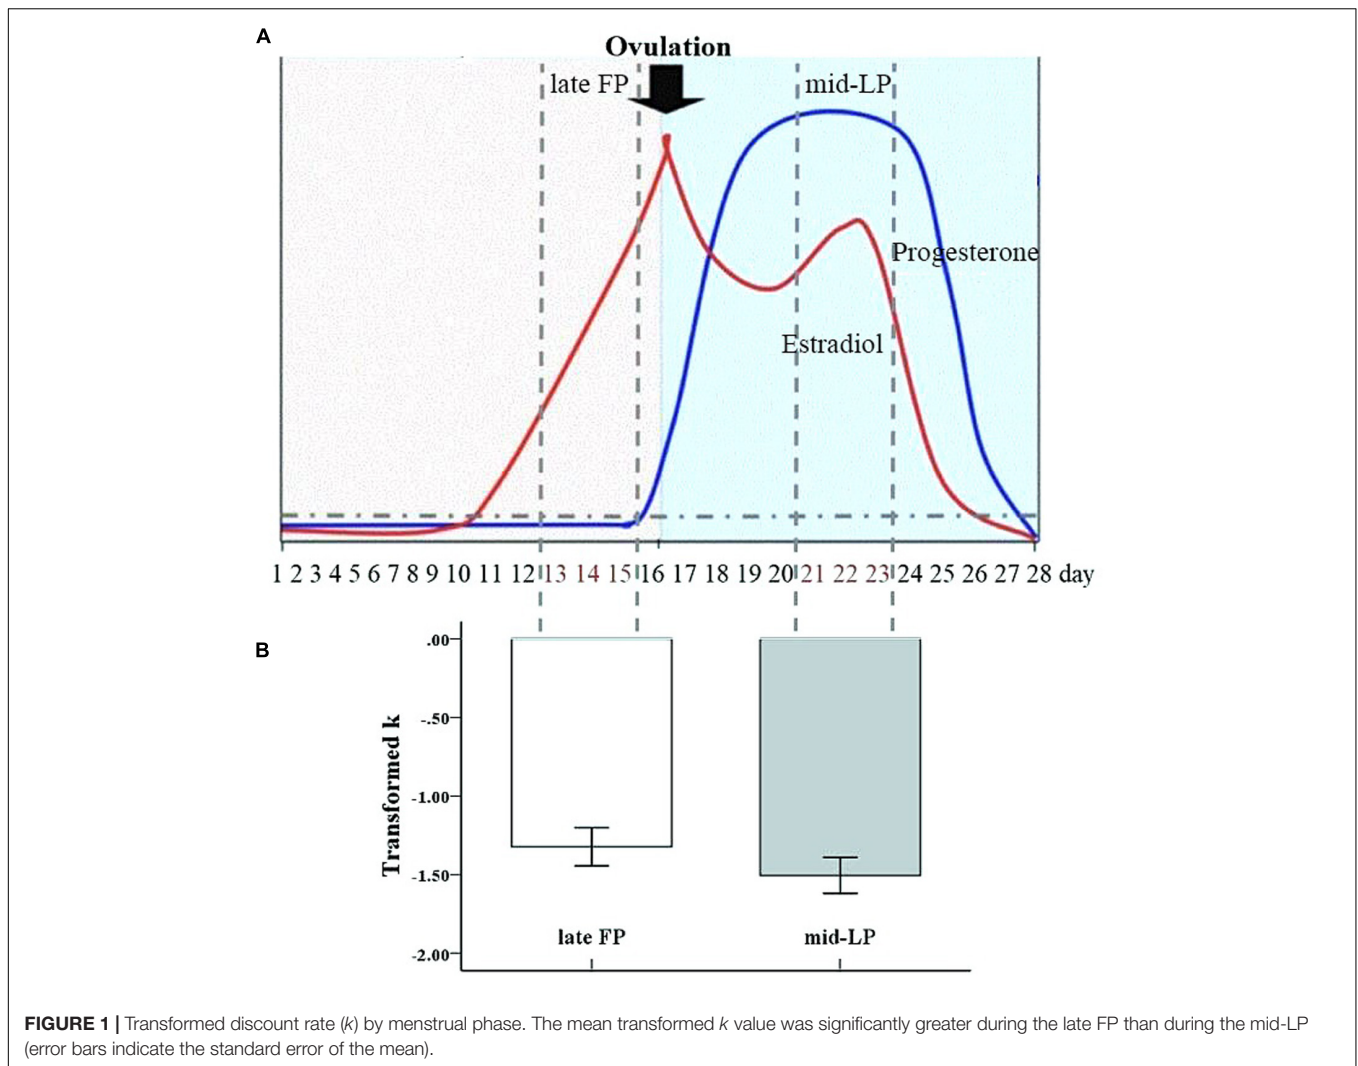 A
Ovulation
late FP
mid-LP
Progesterone
Estradiol
1 2 3 4 5 6 7 8 9 10 11 12 13 14 15 16 17 18 19 20 21 22 23 24 25 26 27 28 day
B
.00
-.50
-1.00
-1.50
-2.00
Transformed k
late FP
mid-LP
FIGURE 1 | Transformed discount rate (k) by menstrual phase. The mean transformed k value was significantly greater during the late FP than during the mid-LP
(error bars indicate the standard error of the mean).